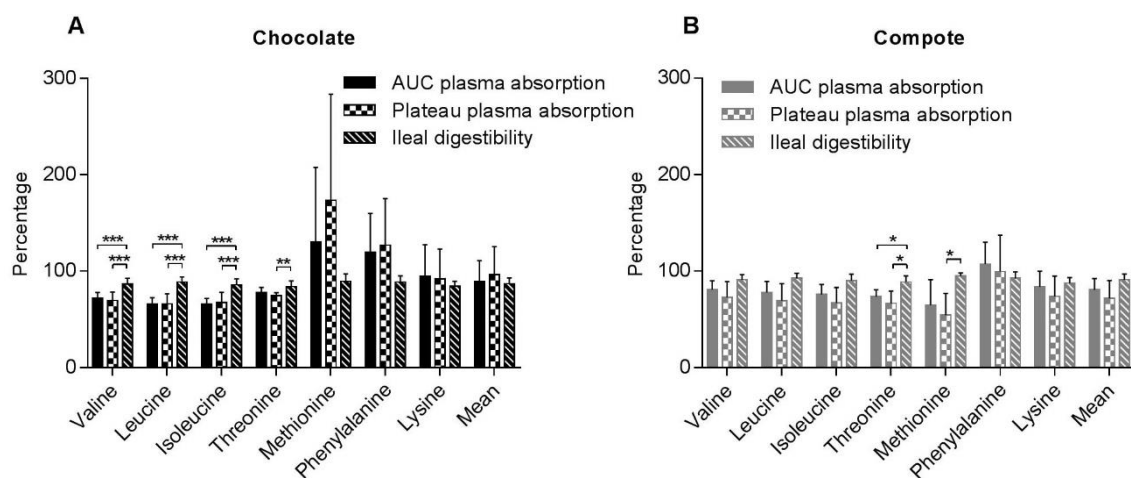 A
Chocolate
300
200
100
0
Percentage
AUC plasma absorption
Plateau plasma absorption
Ileal digestibility
***
***
***
***
***
***
**
Valine
Leucine
Isoleucine
Threonine
Methionine
Phenylalanine
Lysine
Mean
B
Compote
300
200
100
0
Percentage
AUC plasma absorption
Plateau plasma absorption
Ileal digestibility
*
*
*
Valine
Leucine
Isoleucine
Threonine
Methionine
Phenylalanine
Lysine
Mean